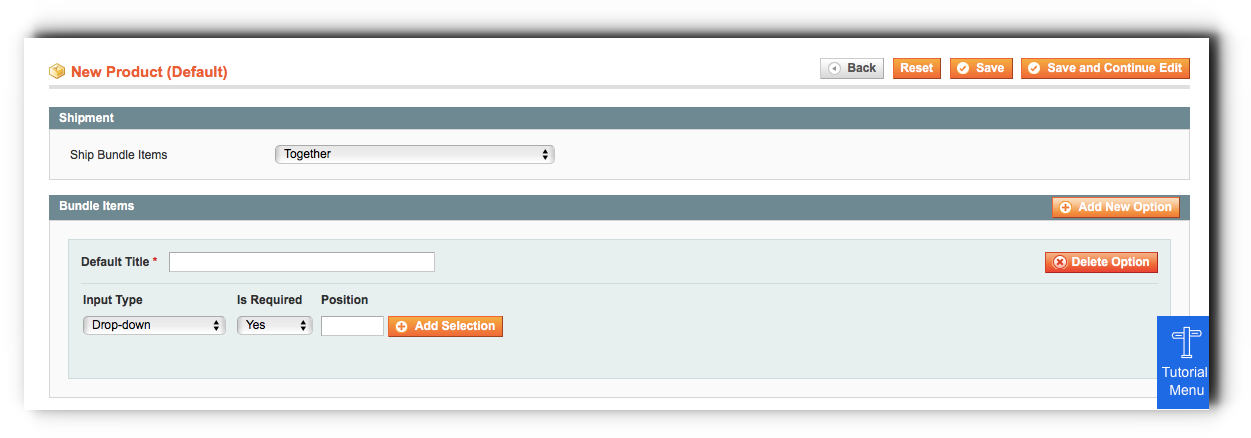 New Product (Default) Back Reset Save Save and Continue Edit
Shipment
Ship Bundle Items Together
Bundle Items Add New Option
Default Title * Delete Option
Input Type Is Required Position
Drop-down Yes Add Selection
Tutorial
Menu